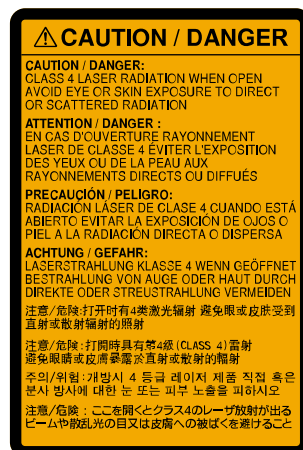 ⚠ CAUTION / DANGER
CAUTION / DANGER:
CLASS 4 LASER RADIATION WHEN OPEN
AVOID EYE OR SKIN EXPOSURE TO DIRECT
OR SCATTERED RADIATION
ATTENTION / DANGER :
EN CAS D'OUVERTURE RAYONNEMENT
LASER DE CLASSE 4 ÉVITER L'EXPOSITION
DES YEUX OU DE LA PEAU AUX
RAYONNEMENTS DIRECTS OU DIFFUÉS
PRECAUCIÓN / PELIGRO:
RADIACIÓN LÁSER DE CLASE 4 CUANDO ESTÁ
ABIERTO EVITAR LA EXPOSICIÓN DE OJOS O
PIEL A LA RADIACIÓN DIRECTA O DISPERSA
ACHTUNG / GEFAHR:
LASERSTRAHLUNG KLASSE 4 WENN GEÖFFNET
BESTRAHLUNG VON AUGE ODER HAUT DURCH
DIREKTE ODER STREUSTRAHLUNG VERMEIDEN
注意/危险:打开时有4类激光辐射 避免眼或皮肤受到
直射或散射辐射的照射
注意/危險:打開時具有第4級(CLASS 4)雷射
避免眼睛或皮膚暴露於直射或散射的輻射
주의/위험:개방시 4 등급 레이저 제품 직접 혹은
분사 방사에 대한 눈 또는 피부 노출을 피하시오
注意/危険：ここを開くとクラス4のレーザ放射が出る
ビームや散乱光の目又は皮膚への被ばくを避けること